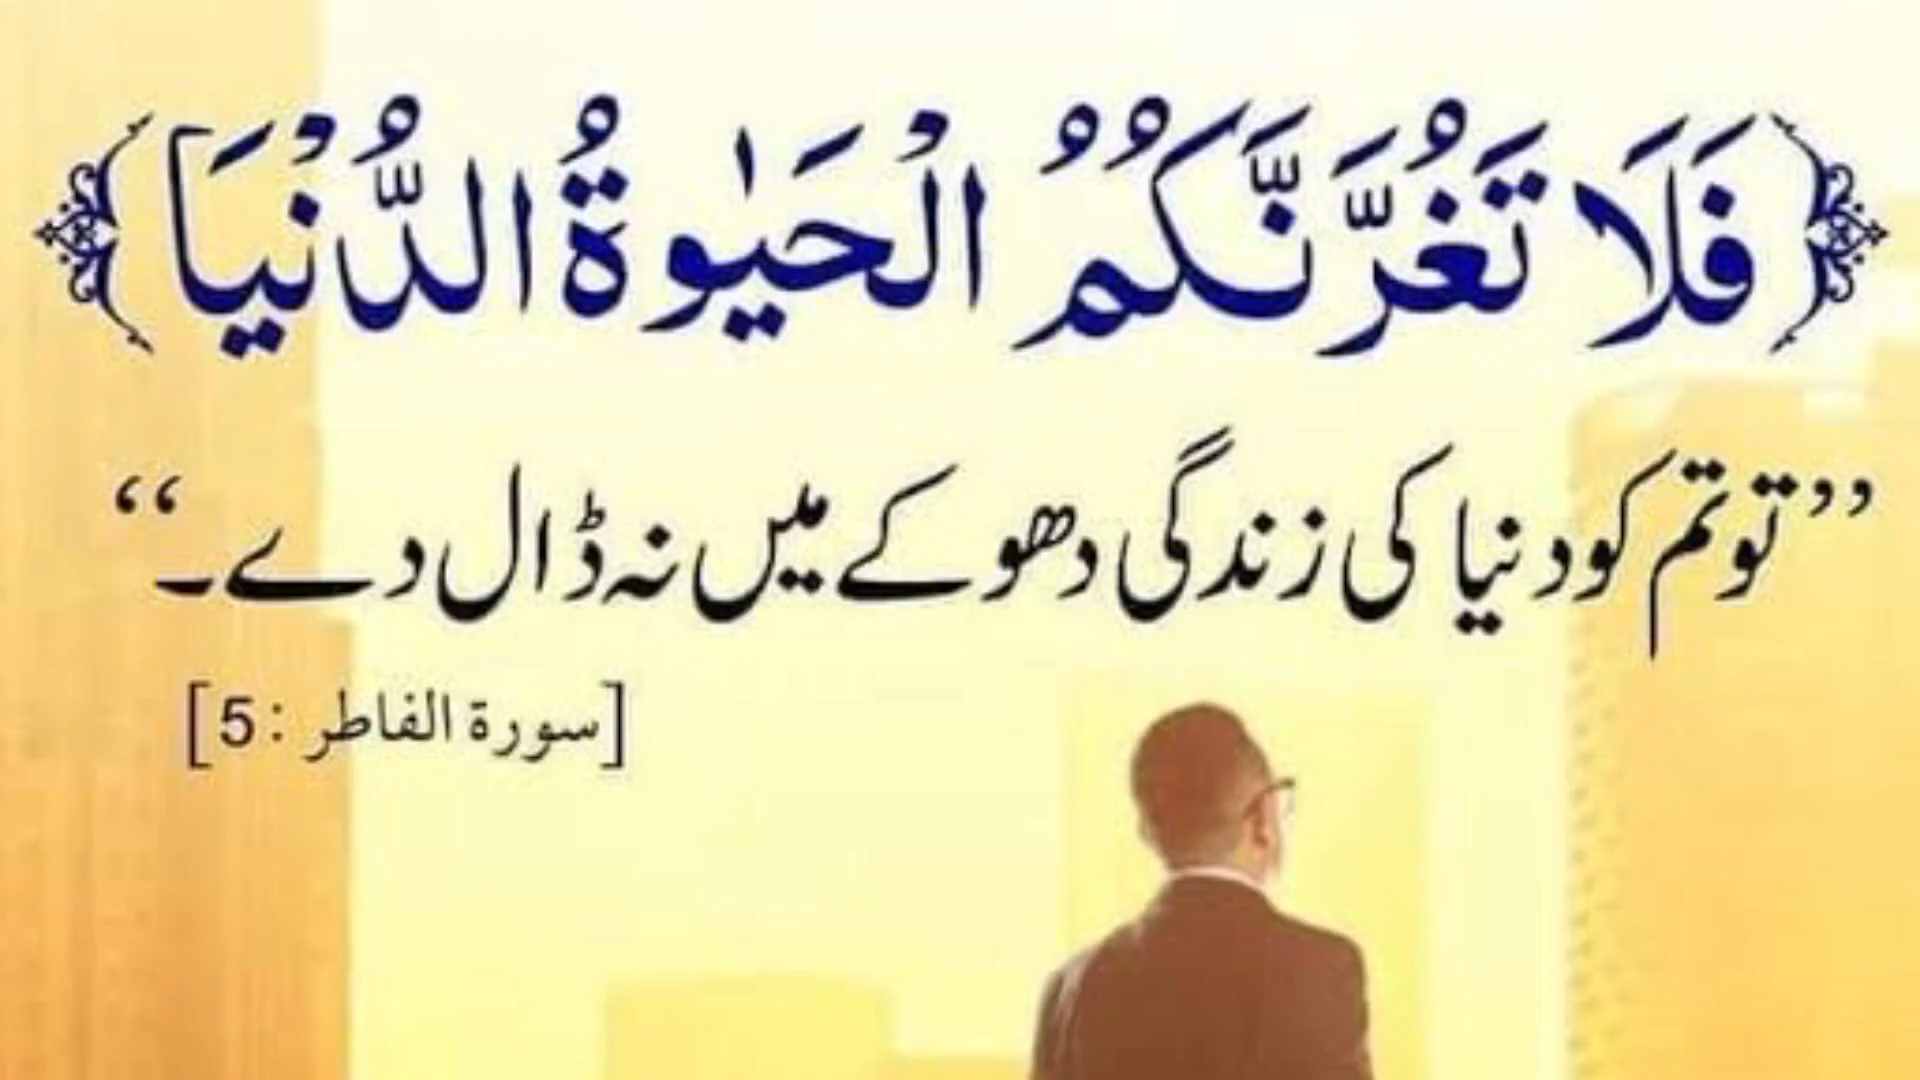 ﴿فَلَا تَغُرَّنَّكُمُ الْحَيٰوةُ الدُّنْيَا﴾
’’تو تم کو دنیا کی زندگی دھوکے میں نہ ڈال دے۔‘‘
[سورة الفاطر : 5]